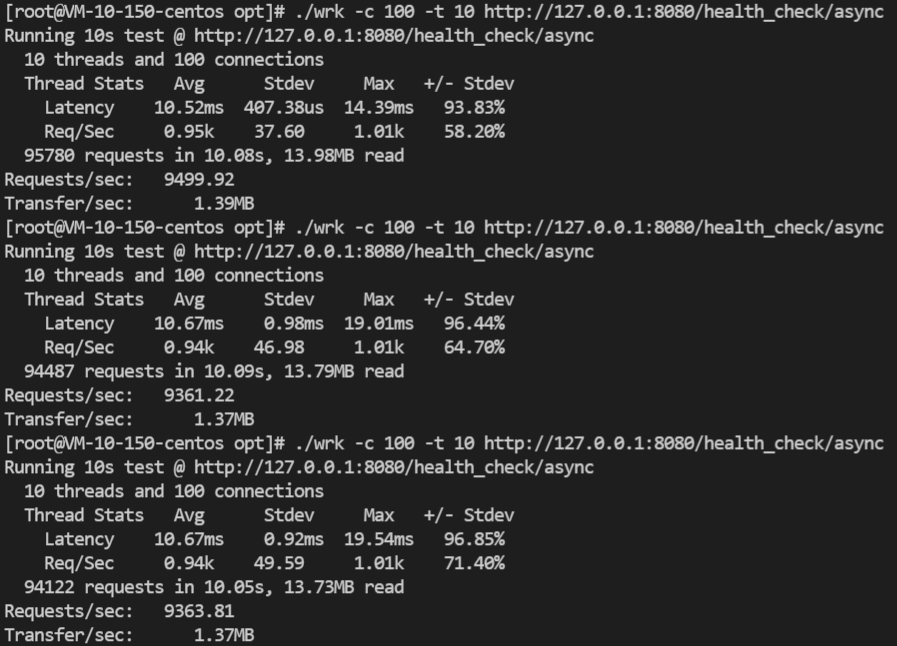 [root@VM-10-150-centos opt]# ./wrk -c 100 -t 10 http://127.0.0.1:8080/health_check/async
Running 10s test @ http://127.0.0.1:8080/health_check/async
  10 threads and 100 connections
  Thread Stats   Avg      Stdev     Max   +/- Stdev
    Latency    10.52ms  407.38us  14.39ms   93.83%
    Req/Sec     0.95k    37.60     1.01k    58.20%
  95780 requests in 10.08s, 13.98MB read
Requests/sec:   9499.92
Transfer/sec:      1.39MB
[root@VM-10-150-centos opt]# ./wrk -c 100 -t 10 http://127.0.0.1:8080/health_check/async
Running 10s test @ http://127.0.0.1:8080/health_check/async
  10 threads and 100 connections
  Thread Stats   Avg      Stdev     Max   +/- Stdev
    Latency    10.67ms    0.98ms  19.01ms   96.44%
    Req/Sec     0.94k    46.98     1.01k    64.70%
  94487 requests in 10.09s, 13.79MB read
Requests/sec:   9361.22
Transfer/sec:      1.37MB
[root@VM-10-150-centos opt]# ./wrk -c 100 -t 10 http://127.0.0.1:8080/health_check/async
Running 10s test @ http://127.0.0.1:8080/health_check/async
  10 threads and 100 connections
  Thread Stats   Avg      Stdev     Max   +/- Stdev
    Latency    10.67ms    0.92ms  19.54ms   96.85%
    Req/Sec     0.94k    49.59     1.01k    71.40%
  94122 requests in 10.05s, 13.73MB read
Requests/sec:   9363.81
Transfer/sec:      1.37MB